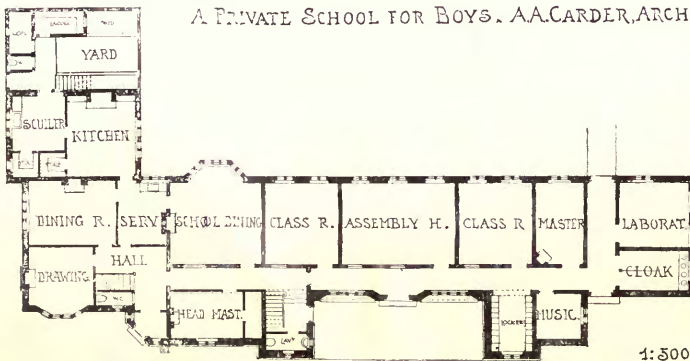 A PRIVATE SCHOOL FOR BOYS. A.A.CARDER, ARCH
YARD
KITCHEN
DINING R.
SERV.
SCHOOL DINING
CLASS R.
ASSEMBLY H.
CLASS R
MASTER
LABORAT.
HALL
DRAWING
CLOAK
W.C.
HEAD MAST.
LAVY
LOCKERS
MUSIC.
1:500